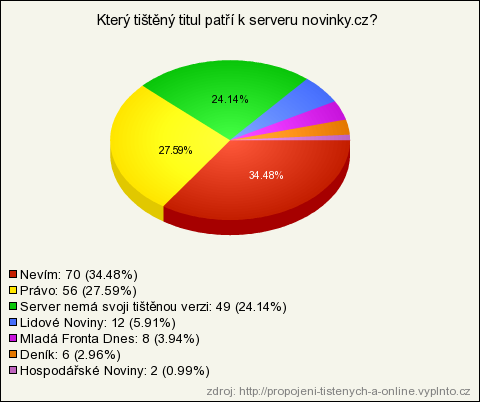 Který tištěný titul patří k serveru novinky.cz?
24.14%
27.59%
34.48%
Nevím: 70 (34.48%)
Právo: 56 (27.59%)
Server nemá svoji tištěnou verzi: 49 (24.14%)
Lidové Noviny: 12 (5.91%)
Mladá Fronta Dnes: 8 (3.94%)
Deník: 6 (2.96%)
Hospodářské Noviny: 2 (0.99%)
zdroj: http://propojeni-tistenych-a-online.vyplnto.cz